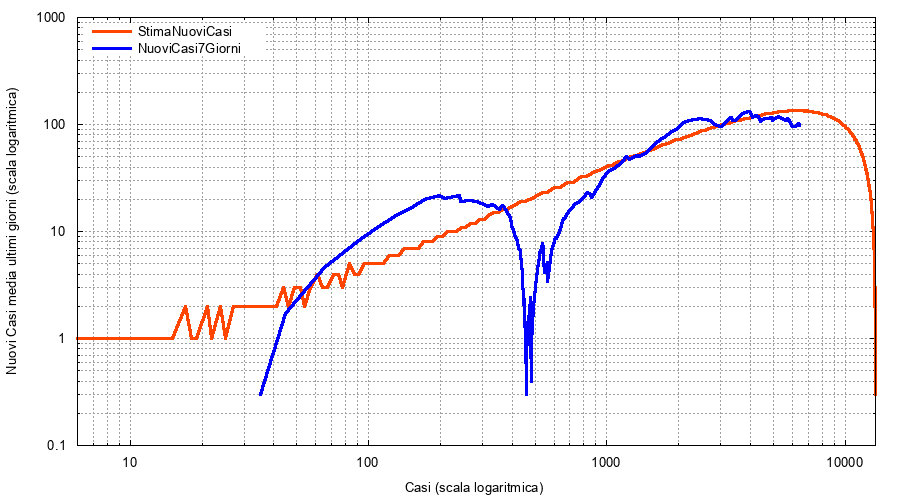 1000
StimaNuoviCasi
NuoviCasi7Giorni
100
10
1
0.1
Nuovi Casi media ultimi giorni (scala logaritmica)
10
100
1000
10000
Casi (scala logaritmica)